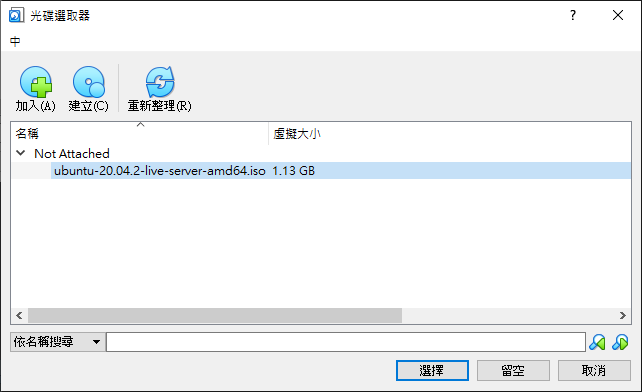 光碟選取器
?
中
加入(A) 建立(C) 重新整理(R)
名稱 虛擬大小
Not Attached
ubuntu-20.04.2-live-server-amd64.iso 1.13 GB
依名稱搜尋
選擇 留空 取消